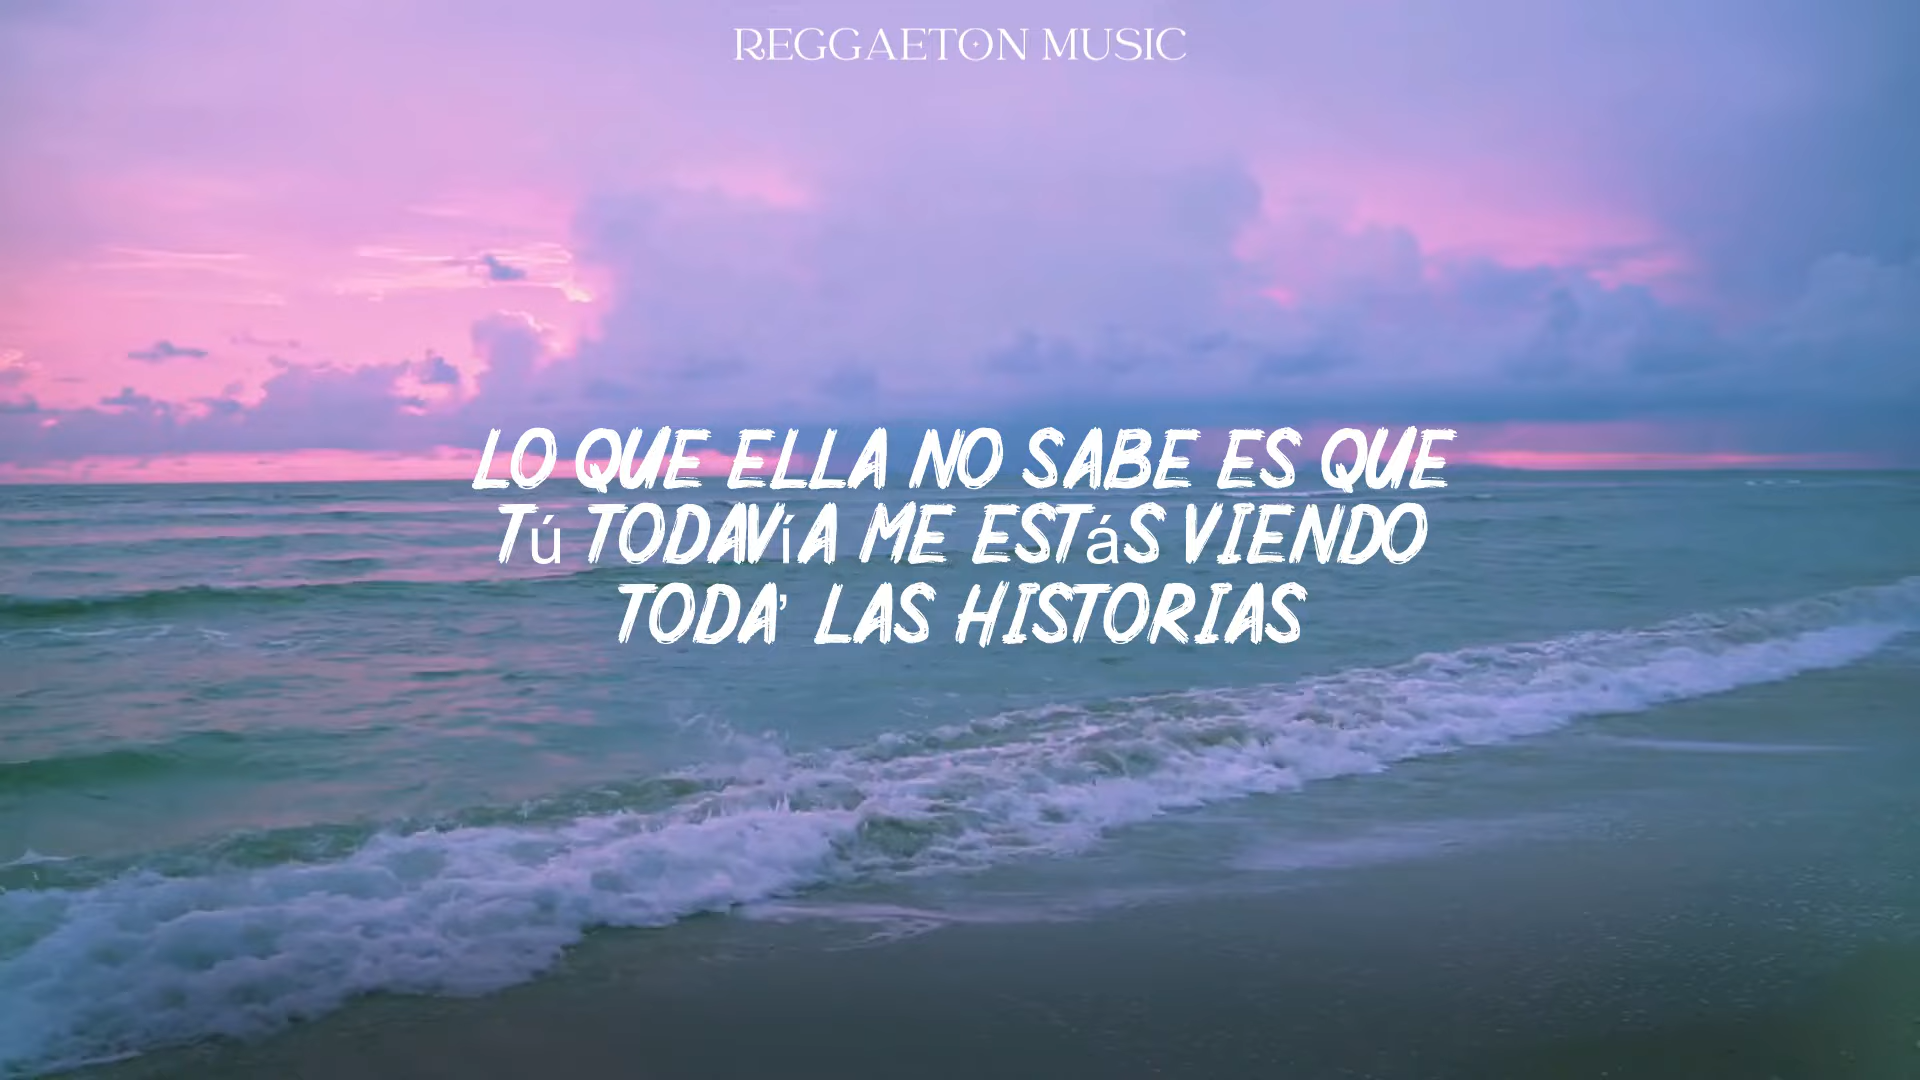 REGGAETON MUSIC
LO QUE ELLA NO SABE ES QUE
Tú TODAVíA ME ESTáS VIENDO
TODA' LAS HISTORIAS